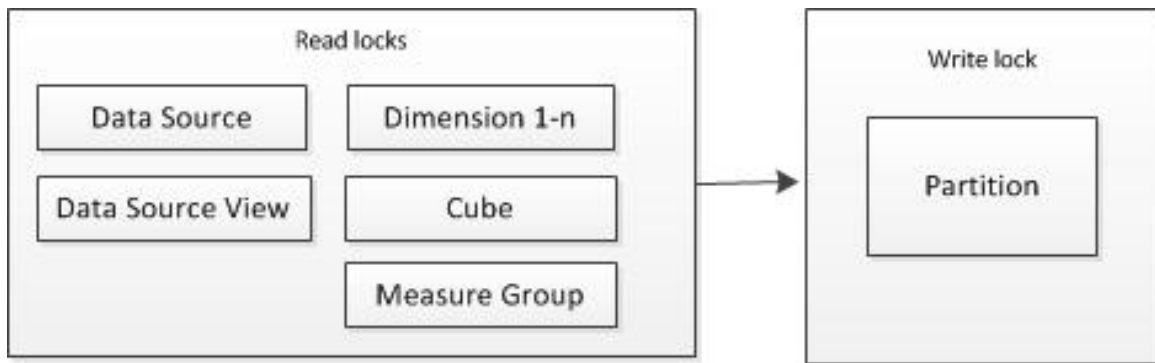 Read locks
Data Source
Dimension 1-n
Data Source View
Cube
Measure Group
Write lock
Partition